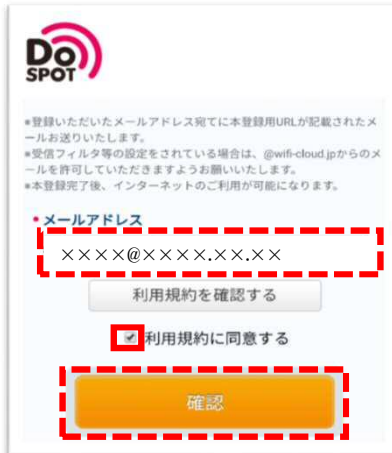 Do
SPOT
*登録いただいたメールアドレス宛てに本登録用URLが記載されたメ
ールお送りいたします。
*受信フィルタ等の設定をされている場合は、@wifi-cloud.jpからのメ
ールを許可していただきますようお願いいたします。
*本登録完了後、インターネットのご利用が可能になります。
•メールアドレス
××××@××××.××.××
利用規約を確認する
利用規約に同意する
確認